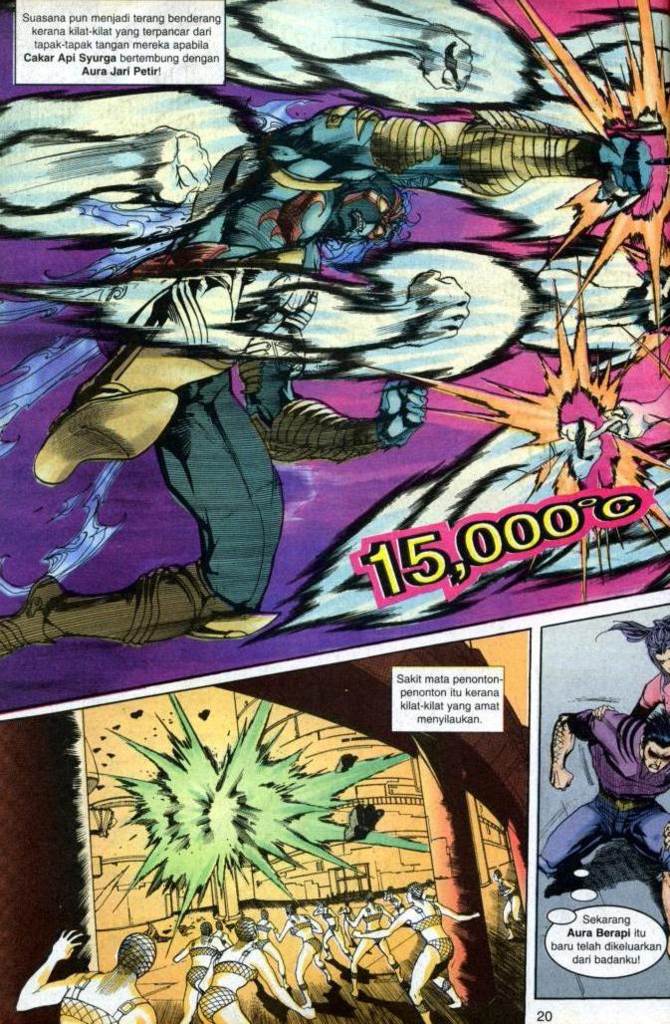 Suasana pun menjadi terang benderang
kerana kilat-kilat yang terpancar dari
tapak-tapak tangan mereka apabila
Cakar Api Syurga bertembung dengan
Aura Jari Petir!
15,000°C
Sakit mata penonton-
penonton itu kerana
kilat-kilat yang amat
menyilaukan.
Sekarang
Aura Berapi itu
baru telah dikeluarkan
dari badanku!
20